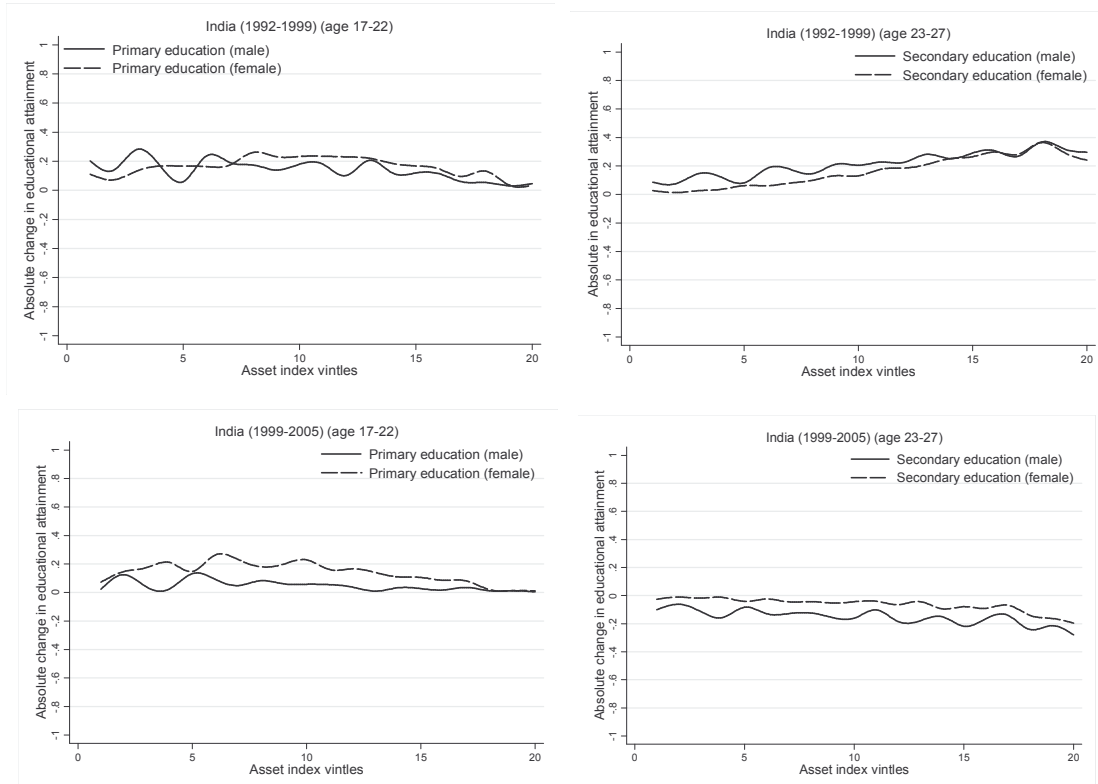 India (1992-1999) (age 17-22)
Primary education (male)
Primary education (female)
Absolute change in educational attainment
1
.8
.6
.4
.2
0
-.2
-.4
-.6
-.8
-1
0 5 10 15 20
Asset index vintles
India (1992-1999) (age 23-27)
Secondary education (male)
Secondary education (female)
Absolute in educational attainment
1
.8
.6
.4
.2
0
-.2
-.4
-.6
-.8
-1
0 5 10 15 20
Asset index vintles
India (1999-2005) (age 17-22)
Primary education (male)
Primary education (female)
Absolute change in educational attainment
1
.8
.6
.4
.2
0
-.2
-.4
-.6
-.8
-1
0 5 10 15 20
Asset index vintles
India (1999-2005) (age 23-27)
Secondary education (male)
Secondary education (female)
Absolute change in educational attainment
1
.8
.6
.4
.2
0
-.2
-.4
-.6
-.8
-1
0 5 10 15 20
Asset index vintles